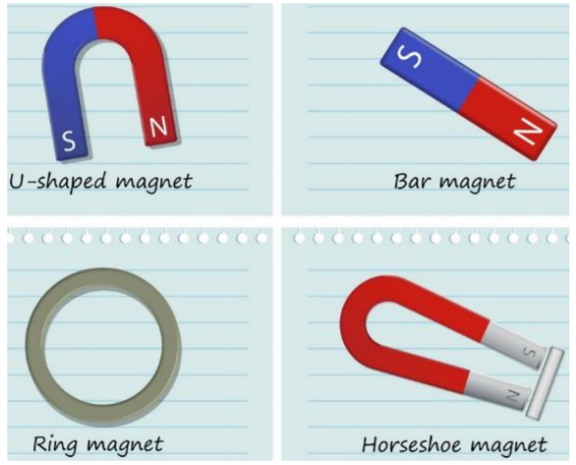 S N
U-shaped magnet
S
N
Bar magnet
Ring magnet
S
N
Horseshoe magnet